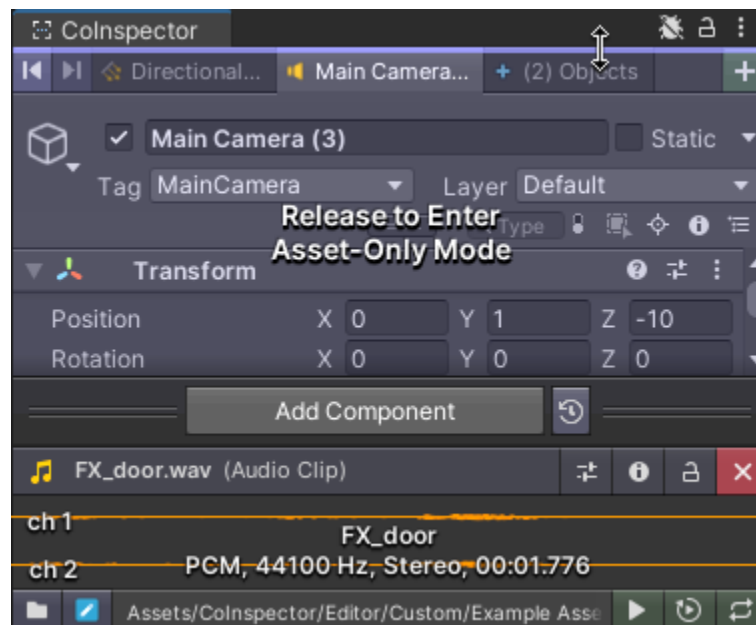 CoInspector
Directional... Main Camera... + (2) Objects +
Main Camera (3) Static
Tag MainCamera Layer Default
Release to Enter
Type
Asset-Only Mode
Transform
Position X 0 Y 1 Z -10
Rotation X 0 Y 0 Z 0
Add Component
FX_door.wav (Audio Clip)
ch 1
FX_door
ch 2 PCM, 44100 Hz, Stereo, 00:01.776
Assets/CoInspector/Editor/Custom/Example Asse